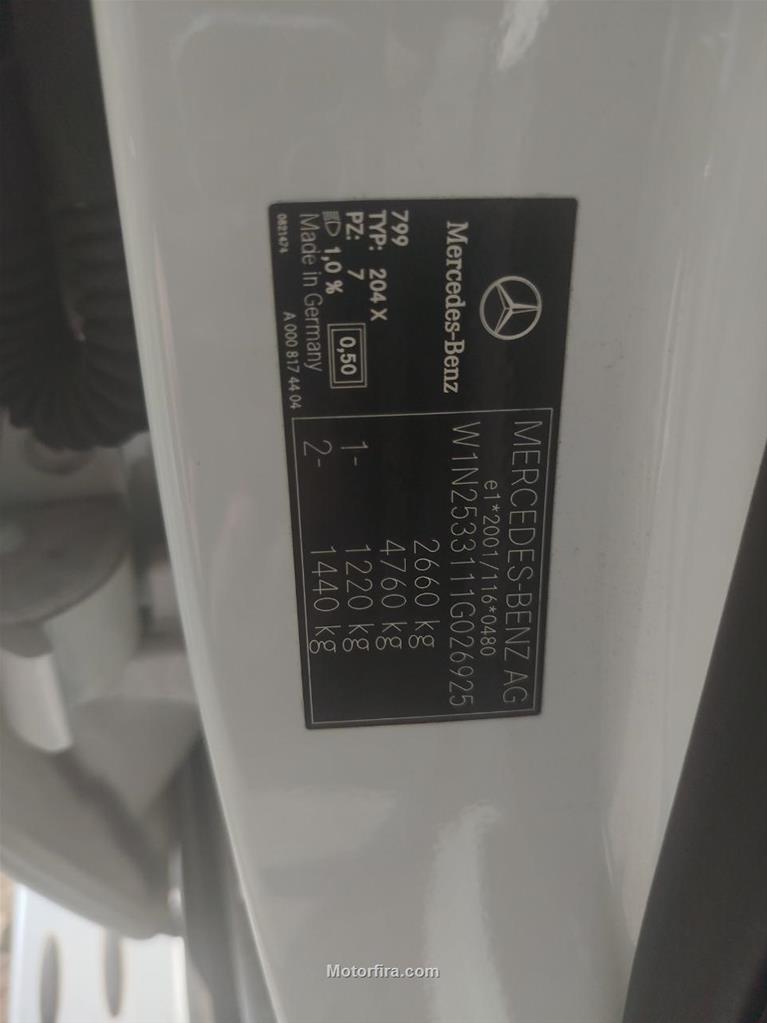 Mercedes-Benz
799
TYP: 204 X
PZ: 7
1,0 %
0,50
Made in Germany
0821474
A 000 817 44 04
MERCEDES-BENZ AG
e1*2001/116*0480
W1N2533111G026925
2660 kg
4760 kg
1- 1220 kg
2- 1440 kg
Motorfira.com